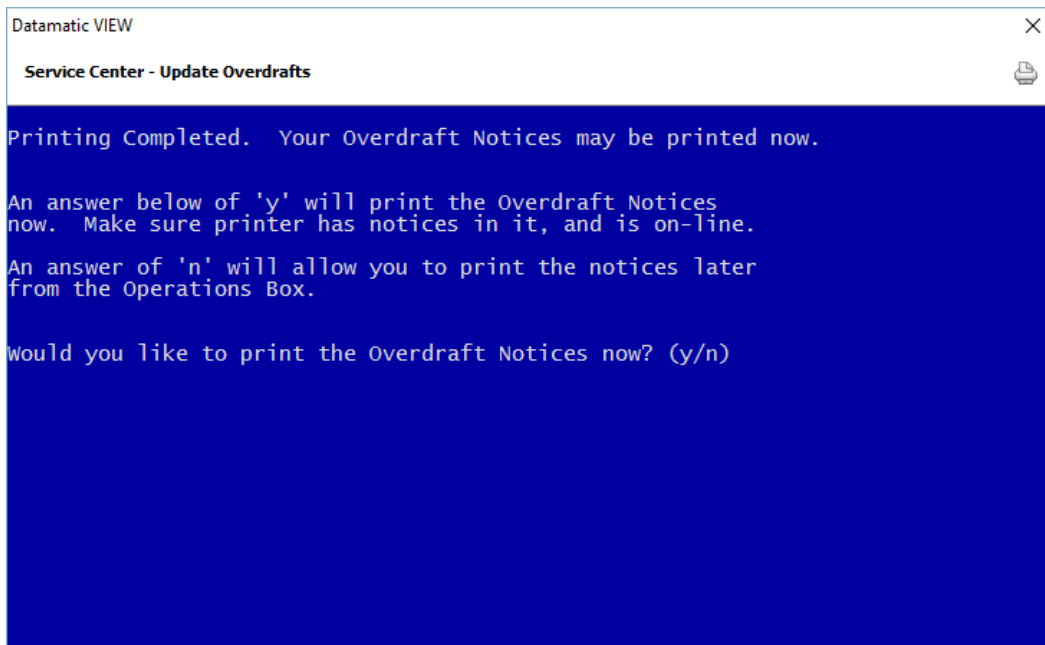 Datamatic VIEW
Service Center - Update Overdrafts
Printing Completed.  Your Overdraft Notices may be printed now.
An answer below of 'y' will print the Overdraft Notices
now.  Make sure printer has notices in it, and is on-line.
An answer of 'n' will allow you to print the notices later
from the Operations Box.
Would you like to print the Overdraft Notices now? (y/n)